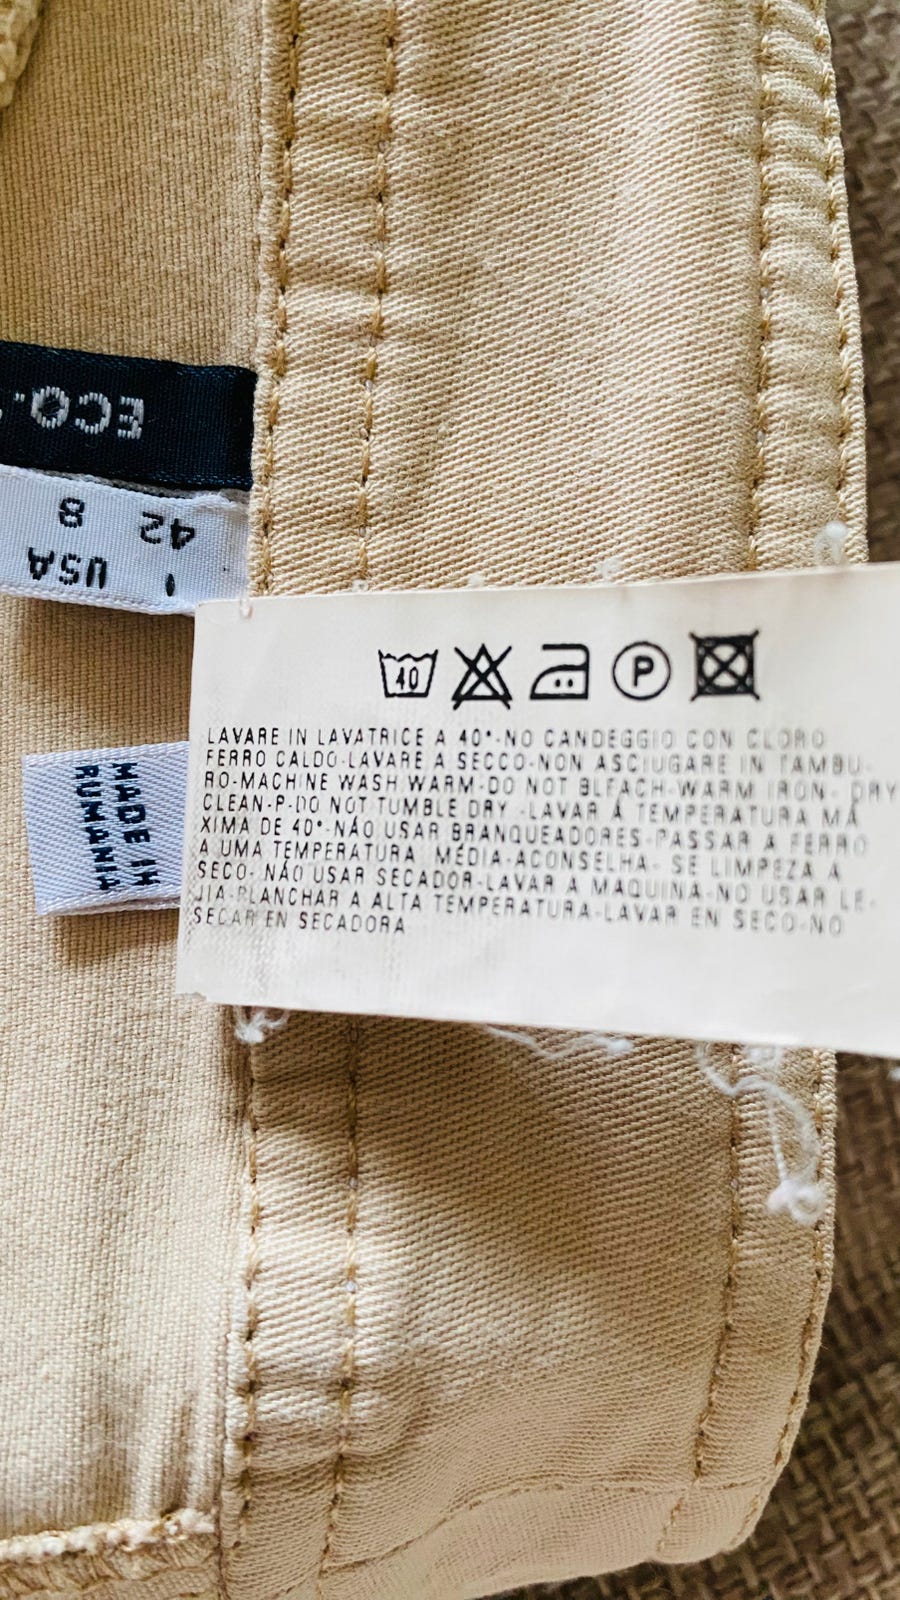 ECO.
I 42
USA 8
MADE IN
RUMANIA
40
P
LAVARE IN LAVATRICE A 40°-NO CANDEGGIO CON CLORO
FERRO CALDO-LAVARE A SECCO-NON ASCIUGARE IN TAMBU-
RO-MACHINE WASH WARM-DO NOT BLEACH-WARM IRON- DRY
CLEAN-P-DO NOT TUMBLE DRY -LAVAR Á TEMPERATURA MÁ
XIMA DE 40°-NÃO USAR BRANQUEADORES-PASSAR A FERRO
A UMA TEMPERATURA MÉDIA-ACONSELHA- SE LIMPEZA A
SECO- NÃO USAR SECADOR-LAVAR A MAQUINA-NO USAR LE-
JIA-PLANCHAR A ALTA TEMPERATURA-LAVAR EN SECO-NO
SECAR EN SECADORA